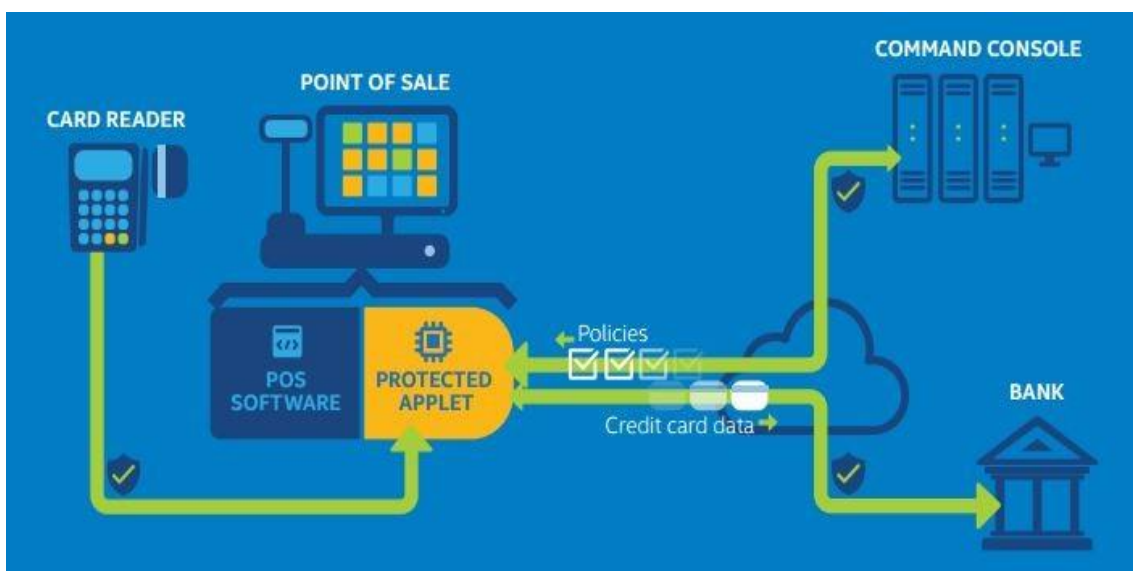 COMMAND CONSOLE
POINT OF SALE
CARD READER
Policies
</>
POS
SOFTWARE
PROTECTED
APPLET
BANK
Credit card data